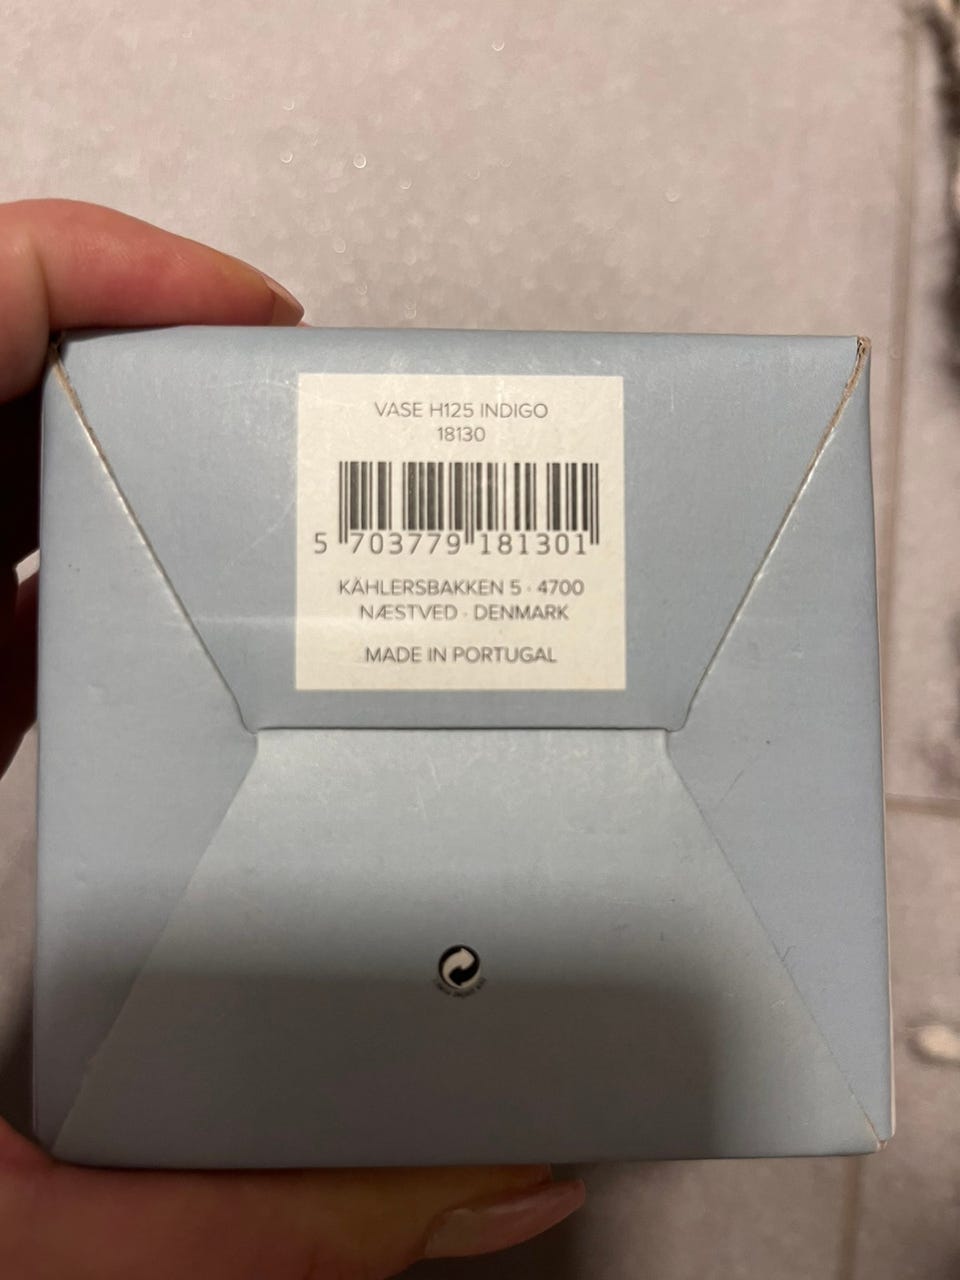 VASE H125 INDIGO
18130
5 703779 181301
KÄHLERSBAKKEN 5 · 4700
NÆSTVED · DENMARK
MADE IN PORTUGAL